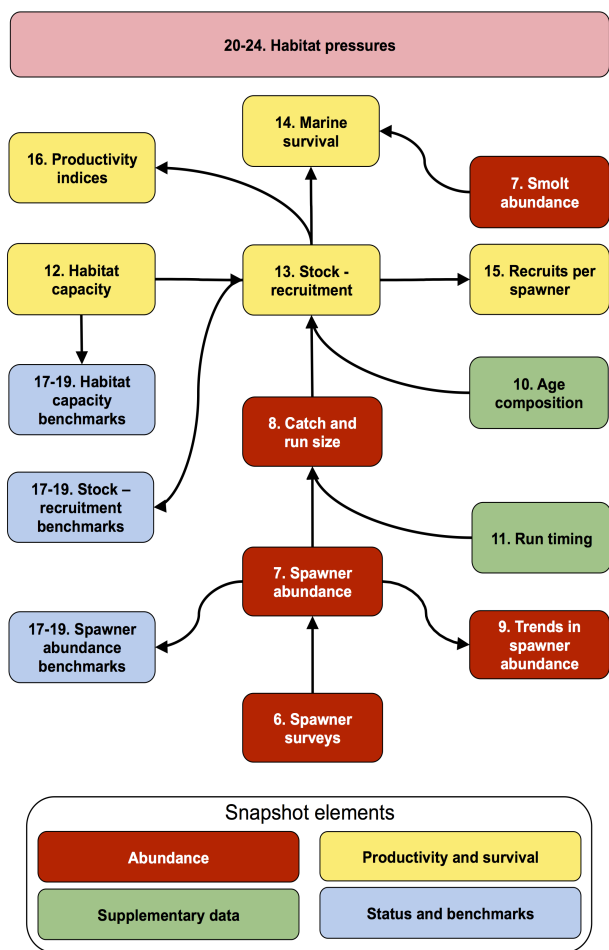 20-24. Habitat pressures
14. Marine
survival
16. Productivity
indices
7. Smolt
abundance
12. Habitat
capacity
13. Stock -
recruitment
15. Recruits per
spawner
17-19. Habitat
capacity
benchmarks
10. Age
composition
8. Catch and
run size
17-19. Stock –
recruitment
benchmarks
11. Run timing
7. Spawner
abundance
17-19. Spawner
abundance
benchmarks
9. Trends in
spawner
abundance
6. Spawner
surveys
Snapshot elements
Abundance
Productivity and survival
Supplementary data
Status and benchmarks